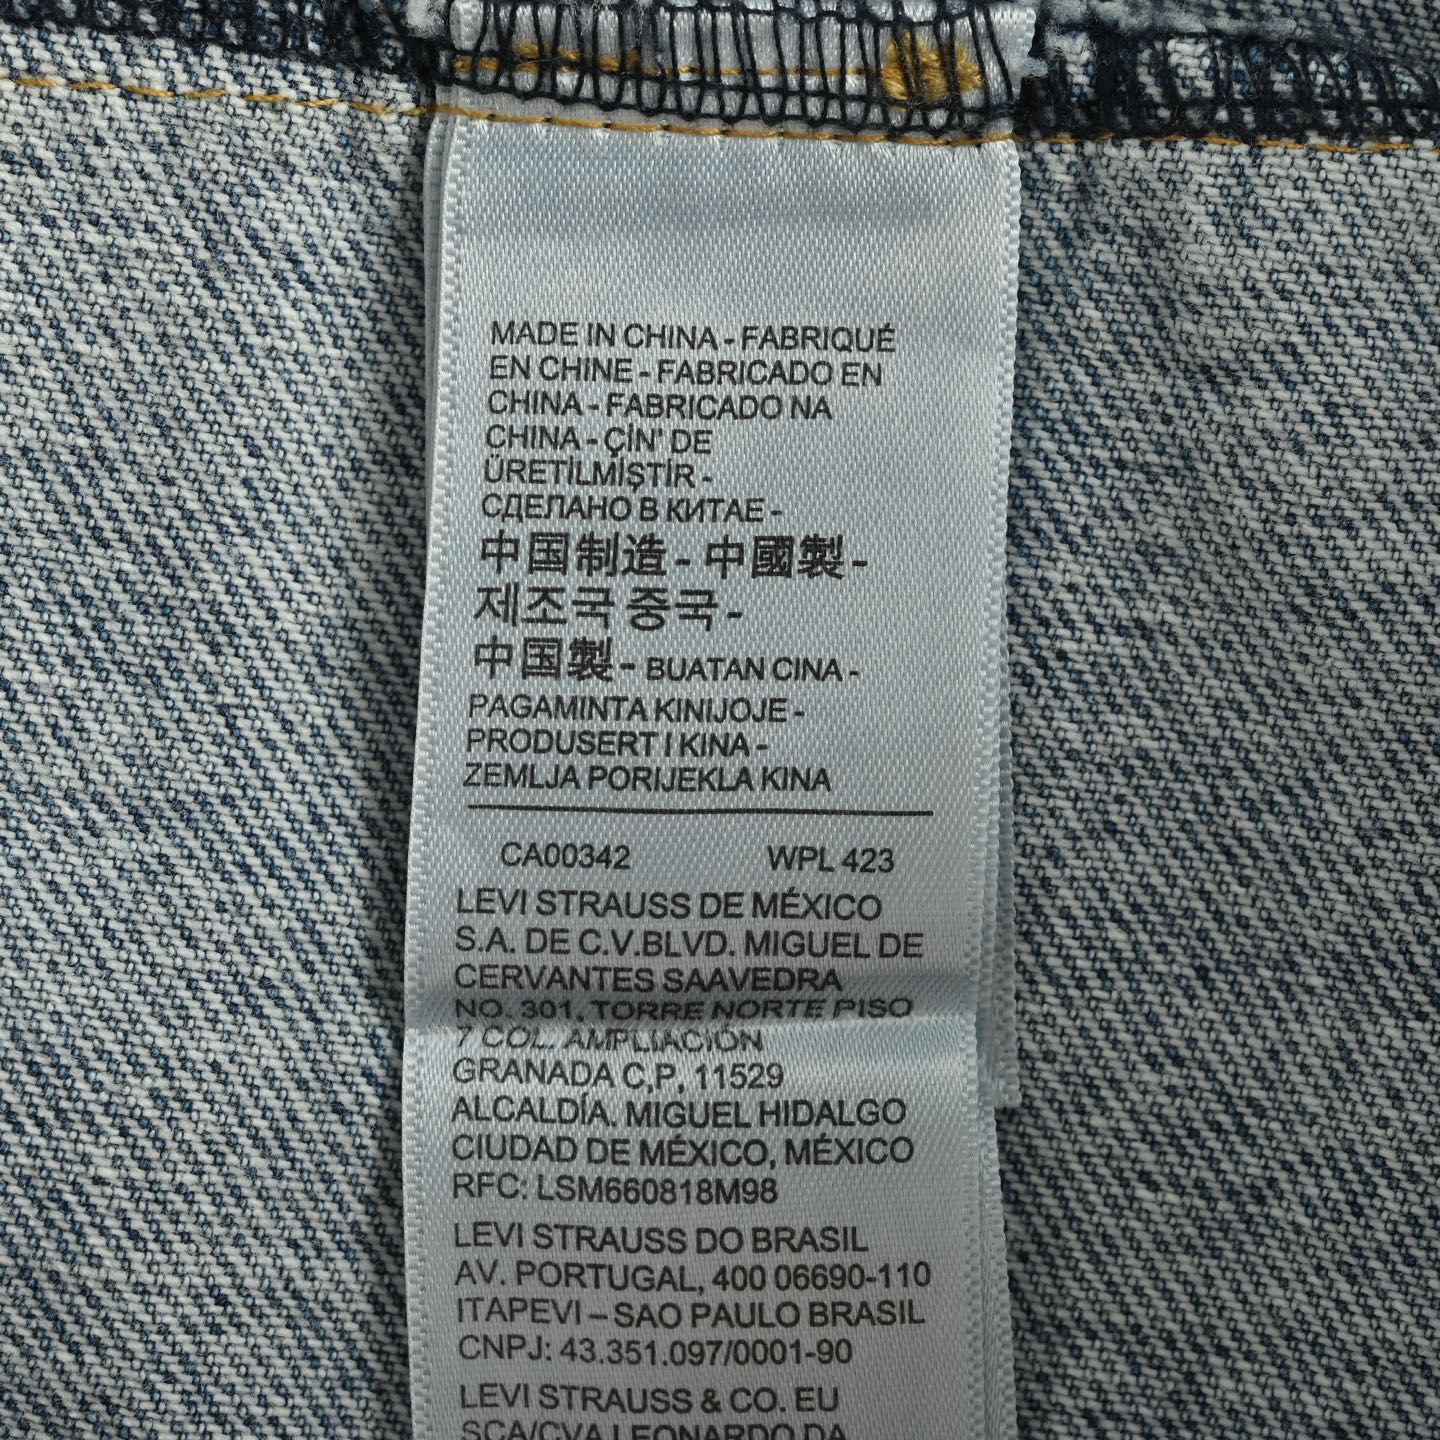 MADE IN CHINA - FABRIQUÉ
EN CHINE - FABRICADO EN
CHINA - FABRICADO NA
CHINA - ÇİN' DE
ÜRETİLMİŞTİR -
СДЕЛАНО В КИТАЕ -
中国制造 - 中國製 -
제조국 중국 -
中国製 - BUATAN CINA -
PAGAMINTA KINIJOJE -
PRODUSERT I KINA -
ZEMLJA PORIJEKLA KINA
CA00342 WPL 423
LEVI STRAUSS DE MÉXICO
S.A. DE C.V.BLVD. MIGUEL DE
CERVANTES SAAVEDRA
NO. 301, TORRE NORTE PISO
7 COL. AMPLIACIÓN
GRANADA C,P, 11529
ALCALDÍA. MIGUEL HIDALGO
CIUDAD DE MÉXICO, MÉXICO
RFC: LSM660818M98
LEVI STRAUSS DO BRASIL
AV. PORTUGAL, 400 06690-110
ITAPEVI – SAO PAULO BRASIL
CNPJ: 43.351.097/0001-90
LEVI STRAUSS & CO. EU
SCA/CVA LEONARDO DA